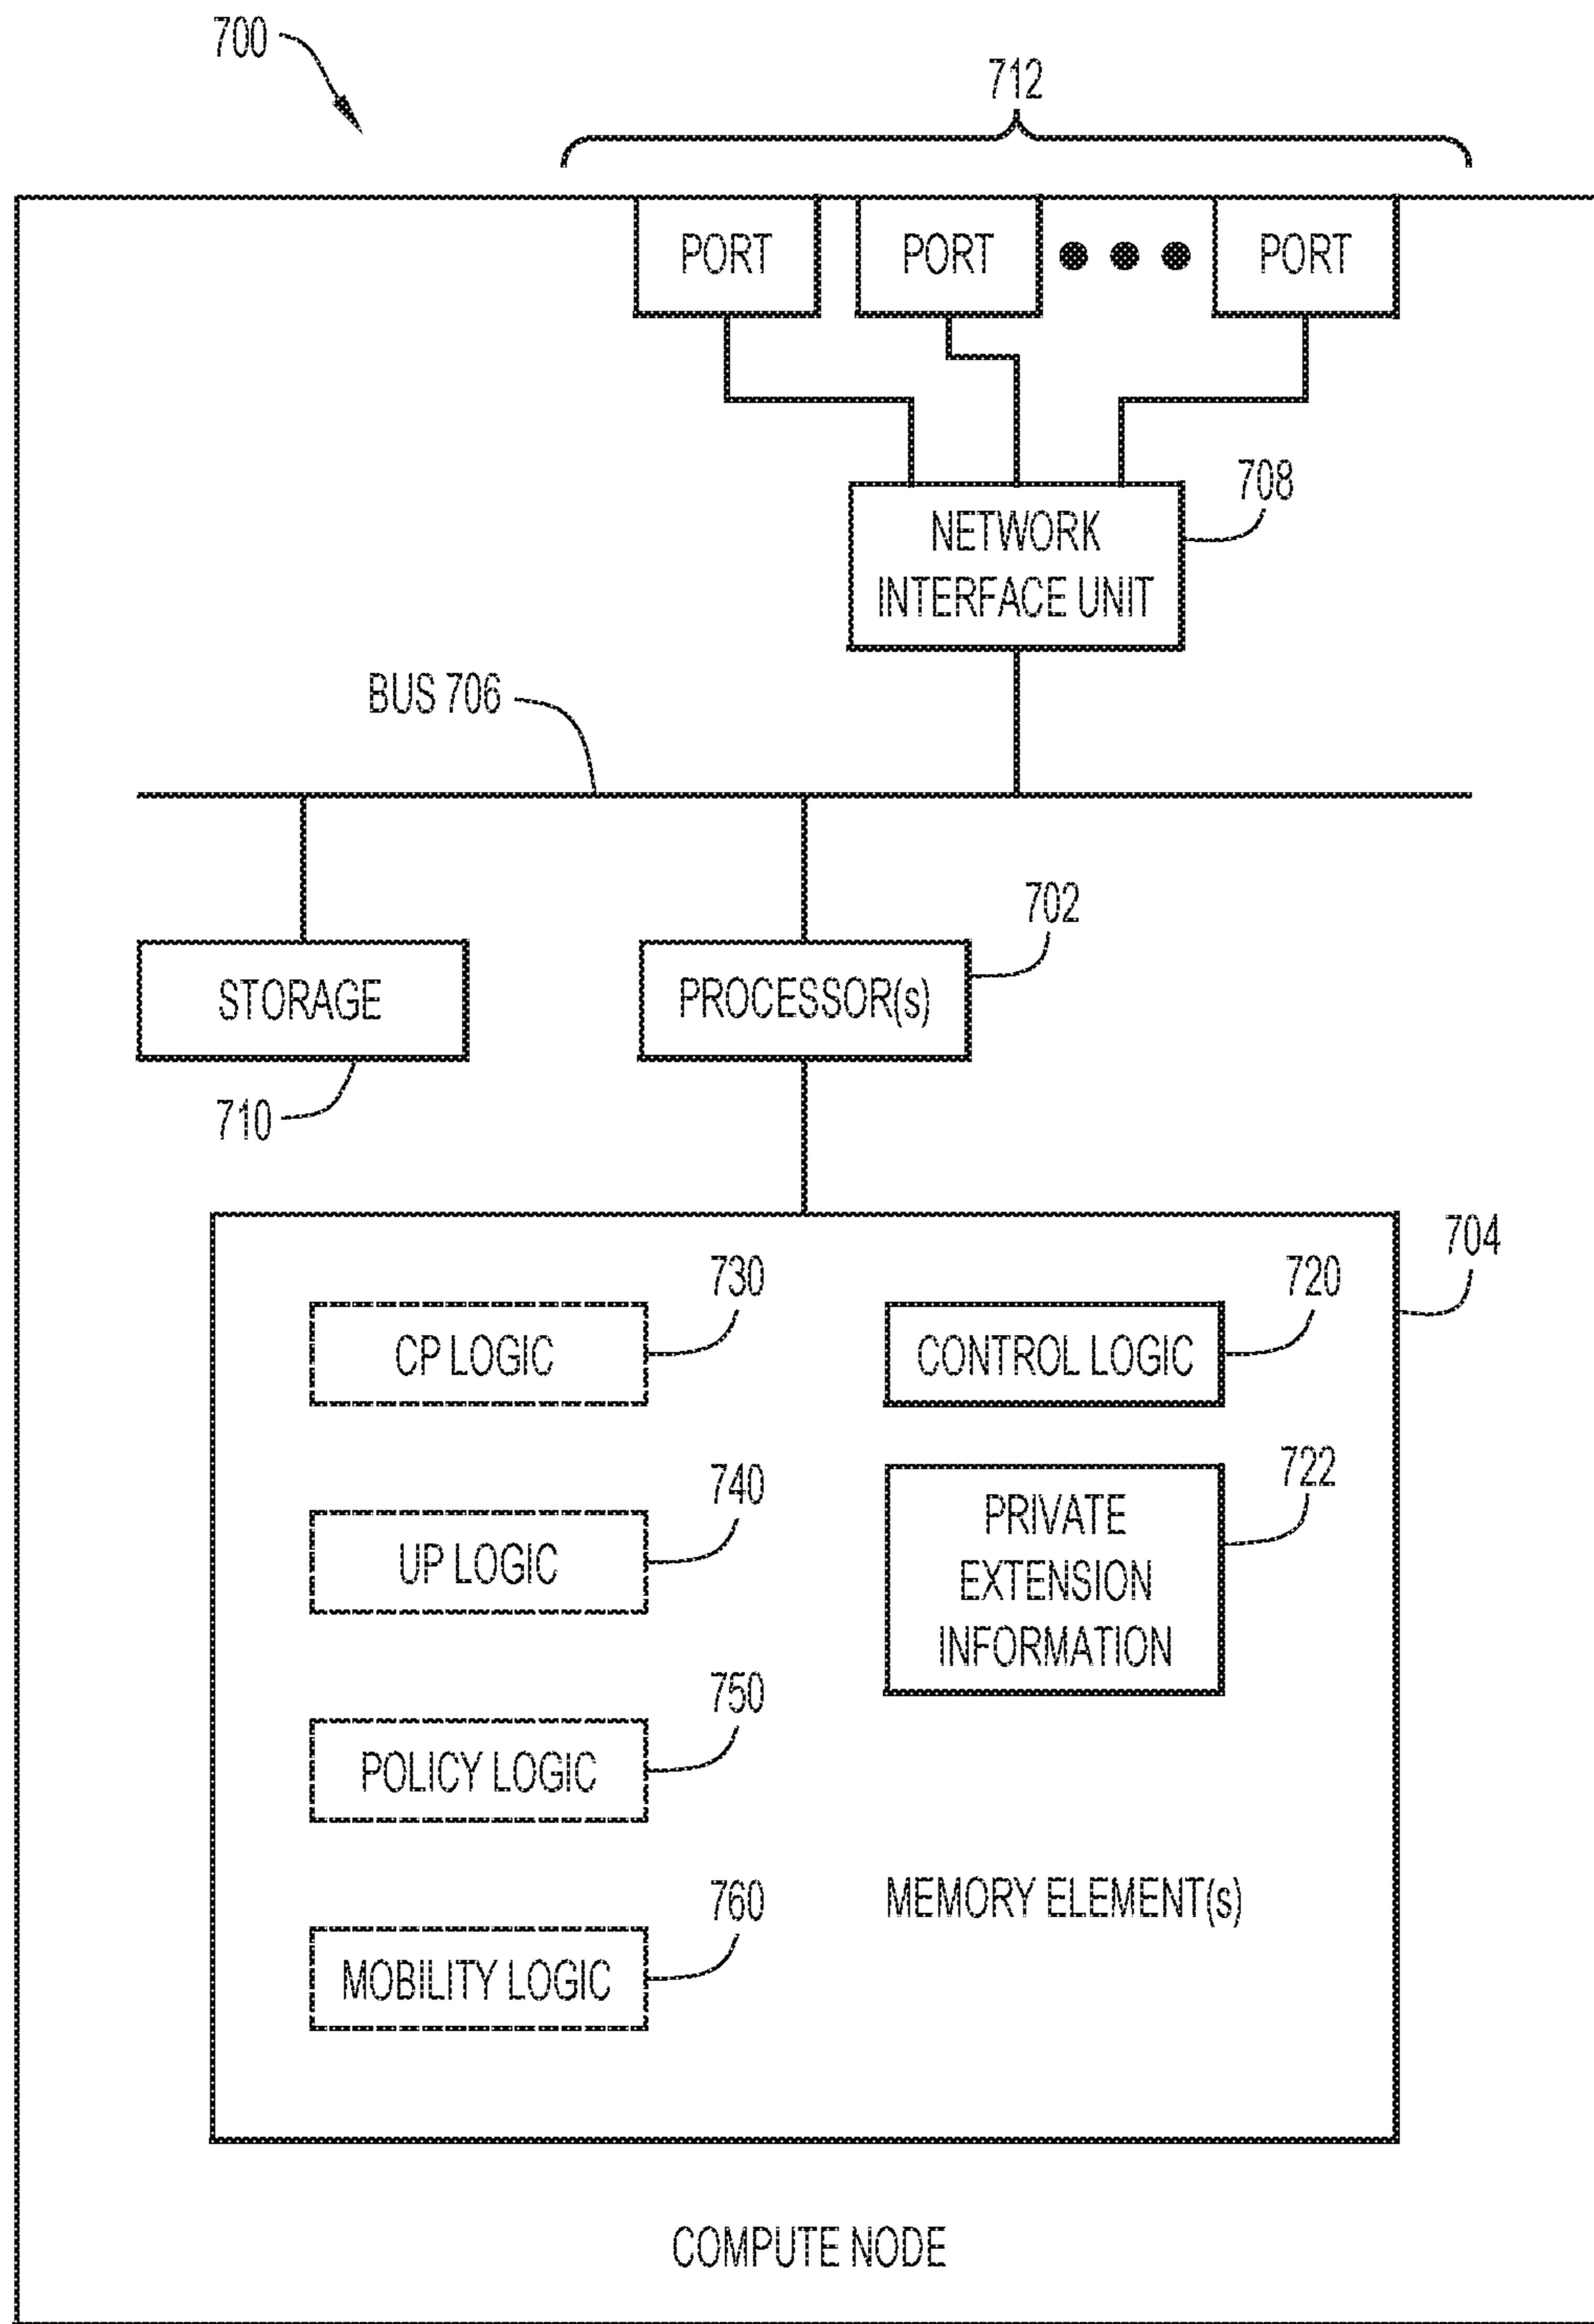 700
712
PORT
PORT
PORT
708
NETWORK
INTERFACE UNIT
BUS 706
702
STORAGE
PROCESSOR(s)
710
704
730
720
CP LOGIC
CONTROL LOGIC
740
722
UP LOGIC
PRIVATE
EXTENSION
INFORMATION
750
POLICY LOGIC
760
MEMORY ELEMENT(s)
MOBILITY LOGIC
COMPUTE NODE